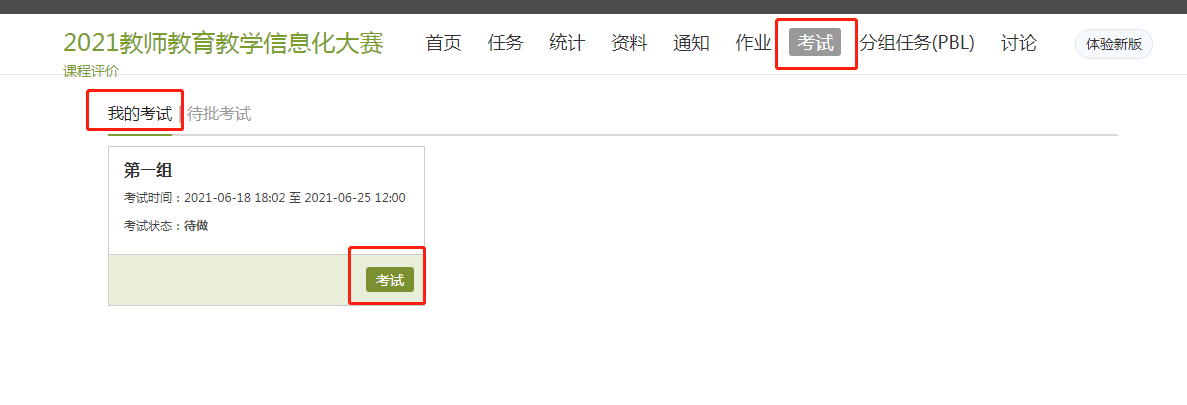 2021教师教育教学信息化大赛 首页 任务 统计 资料 通知 作业 考试 分组任务(PBL) 讨论 体验新版
课程评价
我的考试 | 待批考试
第一组
考试时间：2021-06-18 18:02 至 2021-06-25 12:00
考试状态：待做
考试